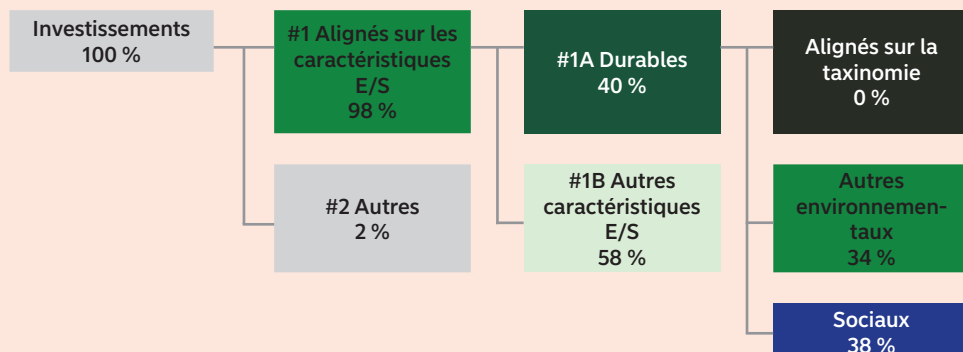 Investissements
100 %
#1 Alignés sur les
caractéristiques
E/S
98 %
#1A Durables
40 %
Alignés sur la
taxinomie
0 %
#2 Autres
2 %
#1B Autres
caractéristiques
E/S
58 %
Autres
environnemen-
taux
34 %
Sociaux
38 %